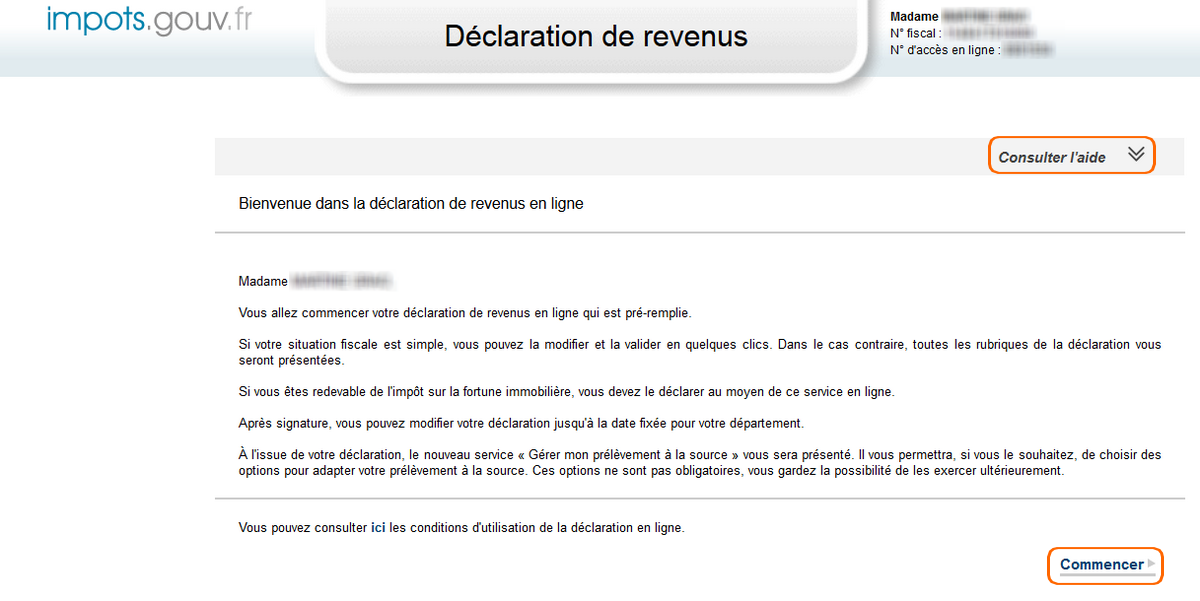 impots.gouv.fr
Déclaration de revenus
Madame
N° fiscal :
N° d'accès en ligne :
Consulter l'aide
Bienvenue dans la déclaration de revenus en ligne
Madame
Vous allez commencer votre déclaration de revenus en ligne qui est pré-remplie.
Si votre situation fiscale est simple, vous pouvez la modifier et la valider en quelques clics. Dans le cas contraire, toutes les rubriques de la déclaration vous
seront présentées.
Si vous êtes redevable de l'impôt sur la fortune immobilière, vous devez le déclarer au moyen de ce service en ligne.
Après signature, vous pouvez modifier votre déclaration jusqu'à la date fixée pour votre département.
À l'issue de votre déclaration, le nouveau service « Gérer mon prélèvement à la source » vous sera présenté. Il vous permettra, si vous le souhaitez, de choisir des
options pour adapter votre prélèvement à la source. Ces options ne sont pas obligatoires, vous gardez la possibilité de les exercer ultérieurement.
Vous pouvez consulter ici les conditions d'utilisation de la déclaration en ligne.
Commencer